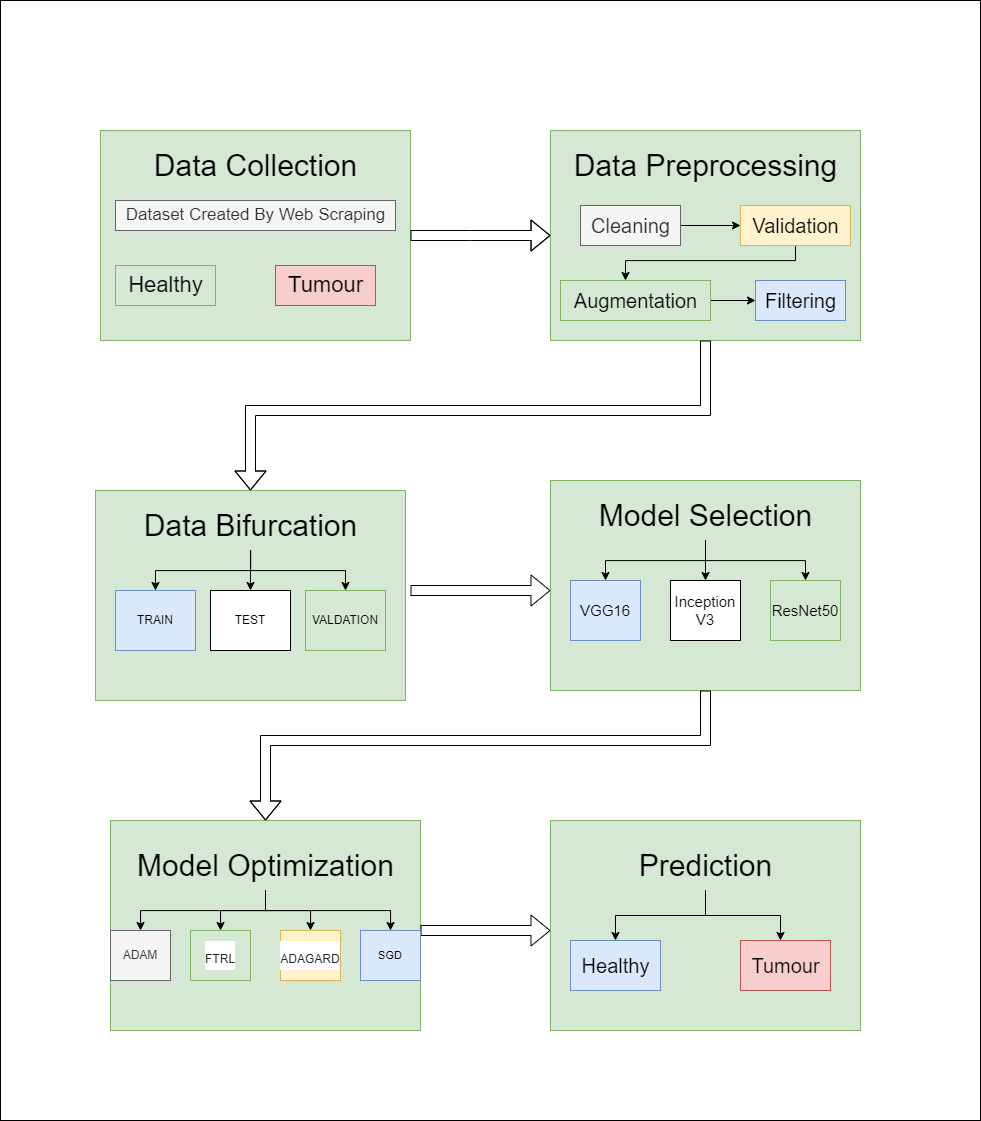 Data Collection
Dataset Created By Web Scraping
Healthy
Tumour
Data Preprocessing
Cleaning
Validation
Augmentation
Filtering
Data Bifurcation
TRAIN
TEST
VALDATION
Model Selection
VGG16
Inception
V3
ResNet50
Model Optimization
ADAM
FTRL
ADAGARD
SGD
Prediction
Healthy
Tumour